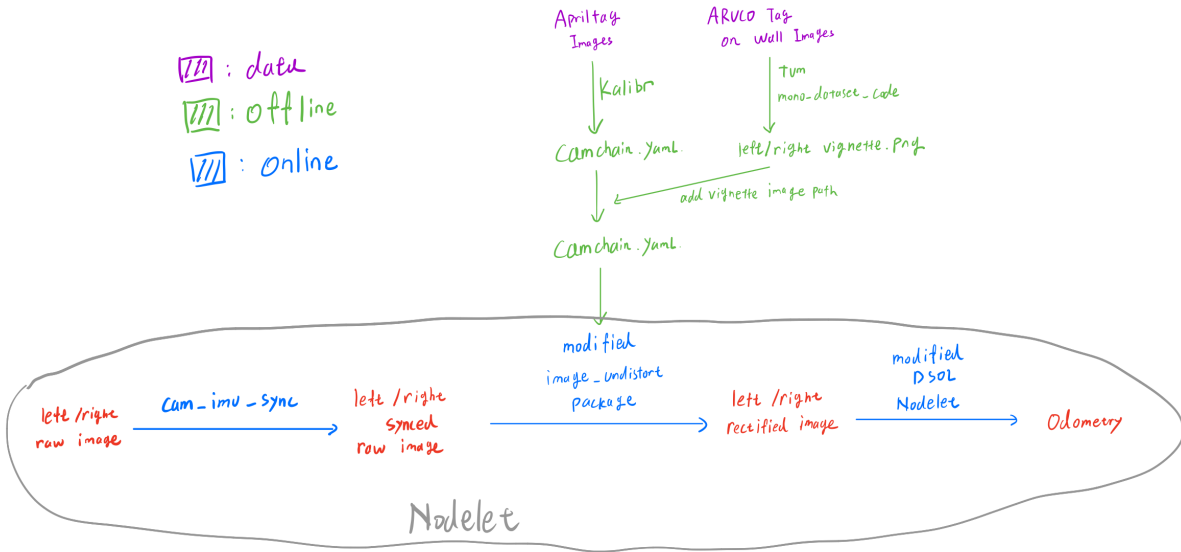 Apriltag
Images
ARUCO Tag
on Wall Images
: data
: offline
: online
Kalibr
Tum
mono-dataset_code
Camchain.yaml.
left/right vignette.png
add vignette image path
Camchain.yaml.
modified
image_undistort
package
modified
DSOL
Nodelet
left/right
raw image
Cam_imu_sync
left/right
synced
raw image
left/right
rectified image
Odometry
Nodelet